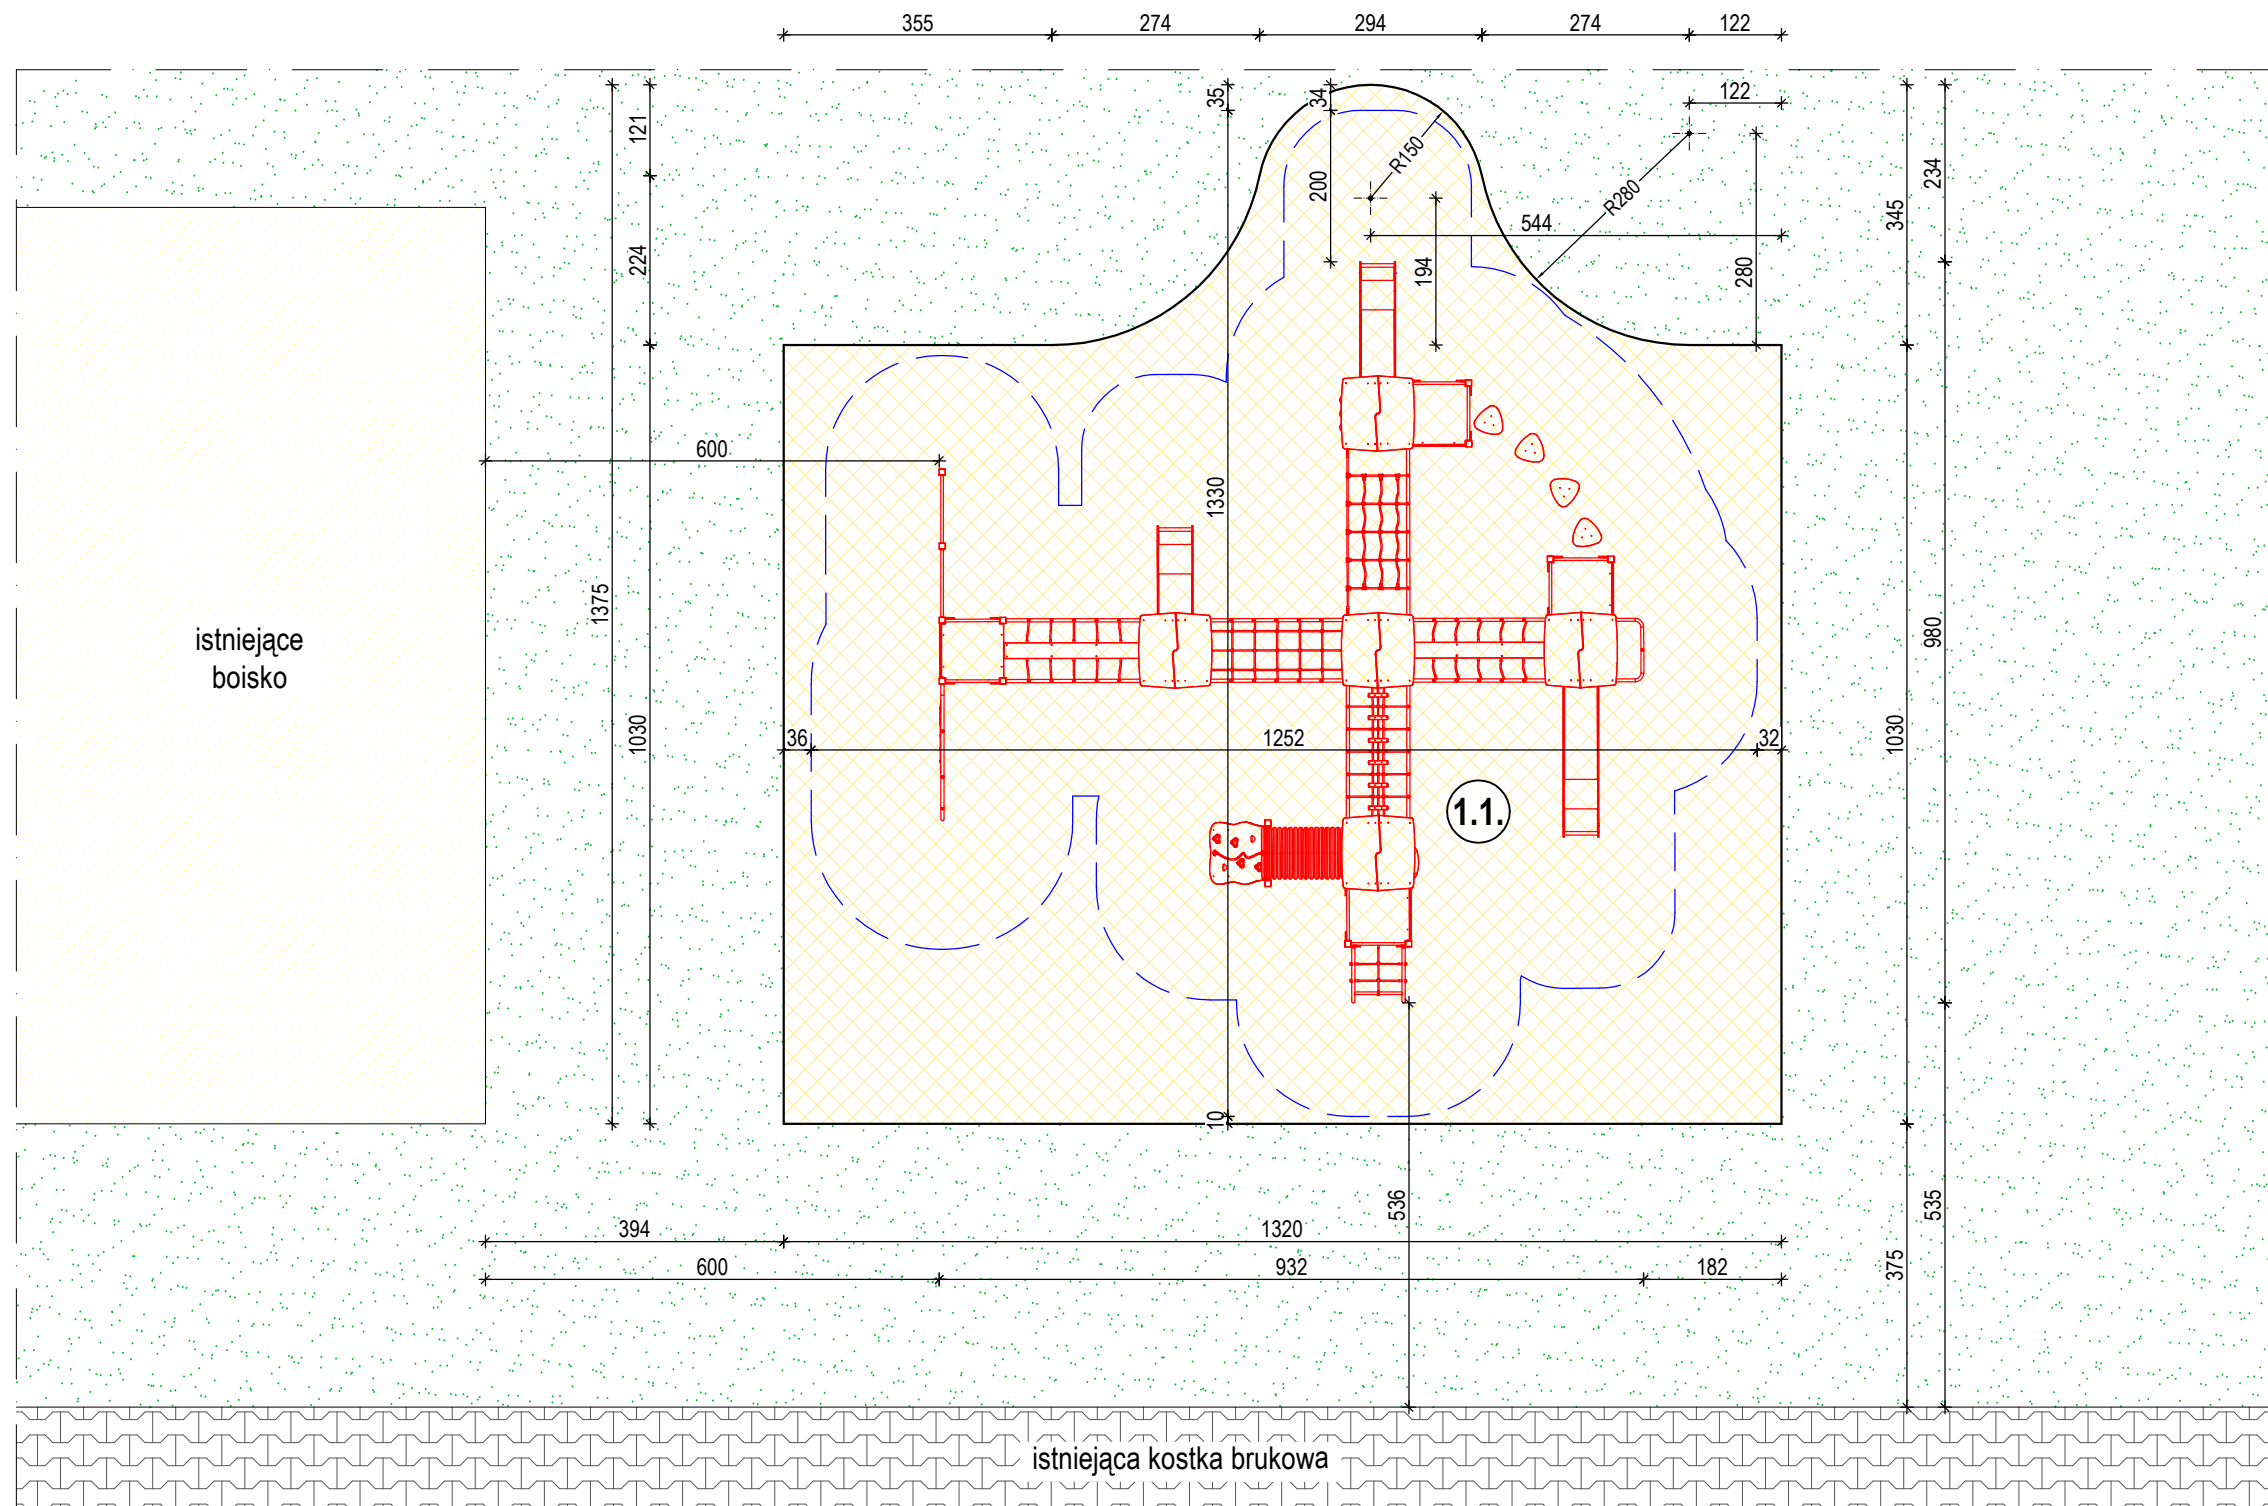 355 274 294 274 122
35 34 122
121 R150 234
200 R280 345
544
224 194 280
600
1330
1375
istniejące
boisko
980
1030 36 1252 32 1030
1.1.
10
536 535
394 1320
375
600 932 182
istniejąca kostka brukowa